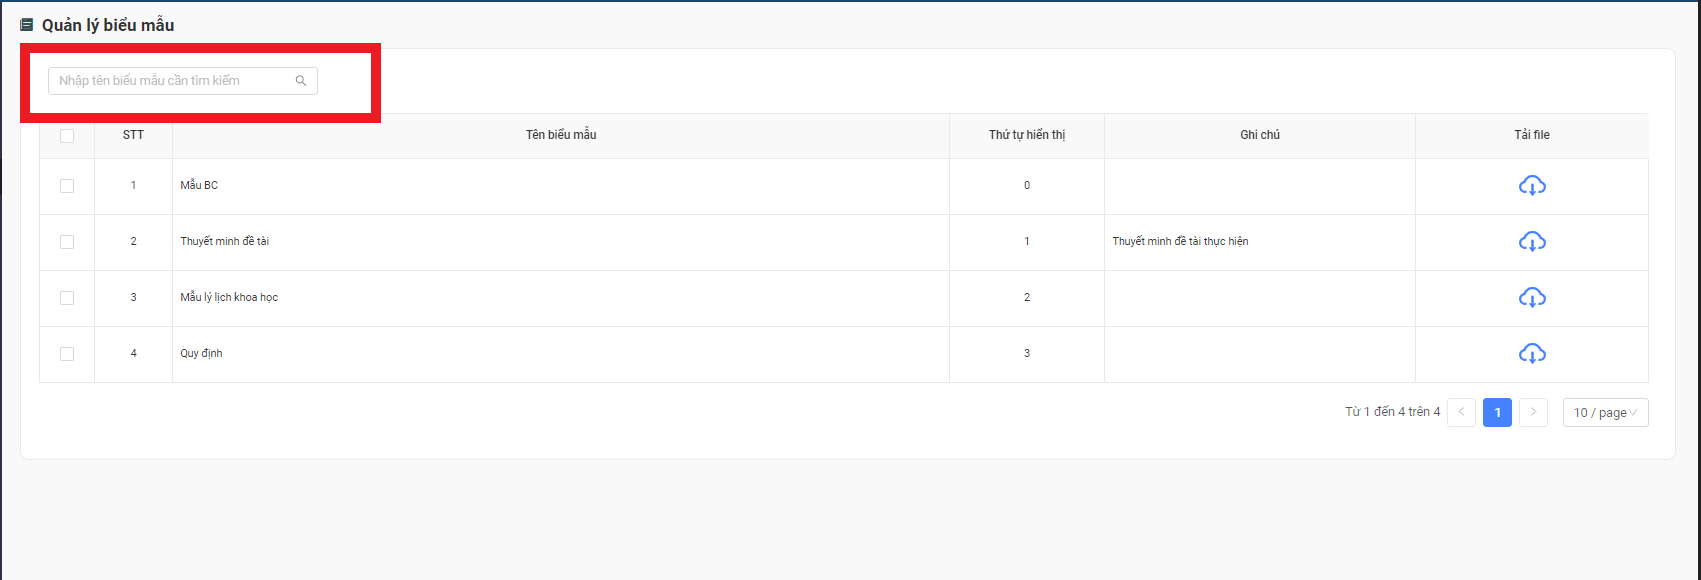 Quản lý biểu mẫu
Nhập tên biểu mẫu cần tìm kiếm
STT Tên biểu mẫu Thứ tự hiển thị Ghi chú Tải file
1 Mẫu BC 0
2 Thuyết minh đề tài 1 Thuyết minh đề tài thực hiện
3 Mẫu lý lịch khoa học 2
4 Quy định 3
Từ 1 đến 4 trên 4 < 1 > 10 / page